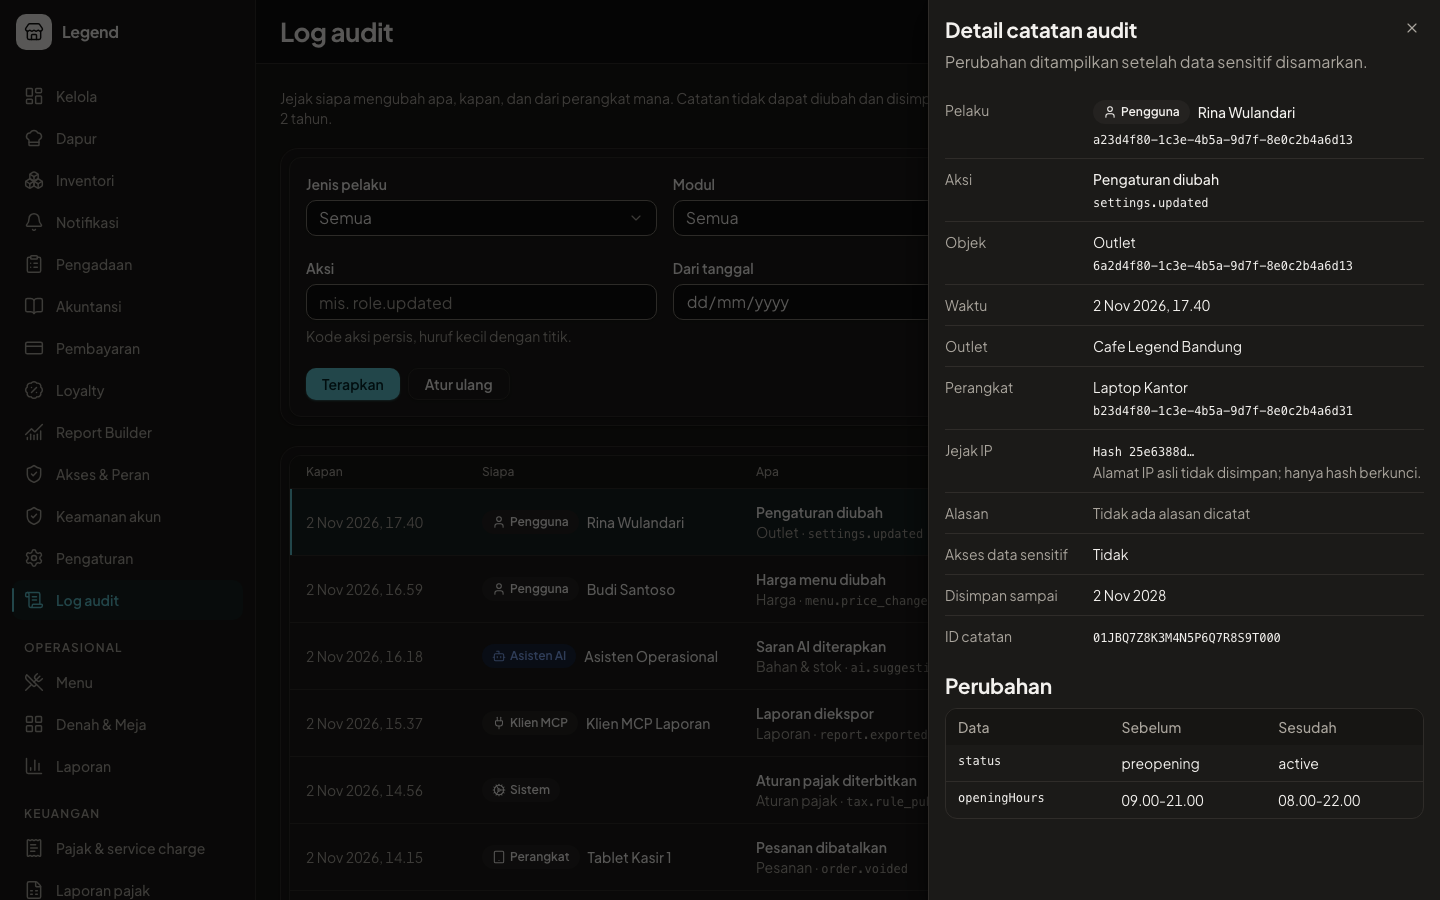 Legend
Kelola
Dapur
Inventori
Notifikasi
Pengadaan
Akuntansi
Pembayaran
Loyalty
Report Builder
Akses & Peran
Keamanan akun
Pengaturan
Log audit
OPERASIONAL
Menu
Denah & Meja
Laporan
KEUANGAN
Pajak & service charge
Laporan pajak
Log audit
Jejak siapa mengubah apa, kapan, dan dari perangkat mana. Catatan tidak dapat diubah dan disimp
2 tahun.
Jenis pelaku
Semua
Modul
Semua
Aksi
mis. role.updated
Kode aksi persis, huruf kecil dengan titik.
Dari tanggal
dd/mm/yyyy
Terapkan
Atur ulang
Kapan Siapa Apa
2 Nov 2026, 17.40 Pengguna Rina Wulandari Pengaturan diubah
Outlet · settings.updated
2 Nov 2026, 16.59 Pengguna Budi Santoso Harga menu diubah
Harga · menu.price_change
2 Nov 2026, 16.18 Asisten AI Asisten Operasional Saran AI diterapkan
Bahan & stok · ai.suggesti
2 Nov 2026, 15.37 Klien MCP Klien MCP Laporan Laporan diekspor
Laporan · report.exported
2 Nov 2026, 14.56 Sistem Aturan pajak diterbitkan
Aturan pajak · tax.rule_pu
2 Nov 2026, 14.15 Perangkat Tablet Kasir 1 Pesanan dibatalkan
Pesanan · order.voided
Detail catatan audit
Perubahan ditampilkan setelah data sensitif disamarkan.
Pelaku Pengguna Rina Wulandari
a23d4f80-1c3e-4b5a-9d7f-8e0c2b4a6d13
Aksi Pengaturan diubah
settings.updated
Objek Outlet
6a2d4f80-1c3e-4b5a-9d7f-8e0c2b4a6d13
Waktu 2 Nov 2026, 17.40
Outlet Cafe Legend Bandung
Perangkat Laptop Kantor
b23d4f80-1c3e-4b5a-9d7f-8e0c2b4a6d31
Jejak IP Hash 25e6388d…
Alamat IP asli tidak disimpan; hanya hash berkunci.
Alasan Tidak ada alasan dicatat
Akses data sensitif Tidak
Disimpan sampai 2 Nov 2028
ID catatan 01JBQ7Z8K3M4N5P6Q7R8S9T000
Perubahan
Data Sebelum Sesudah
status preopening active
openingHours 09.00-21.00 08.00-22.00